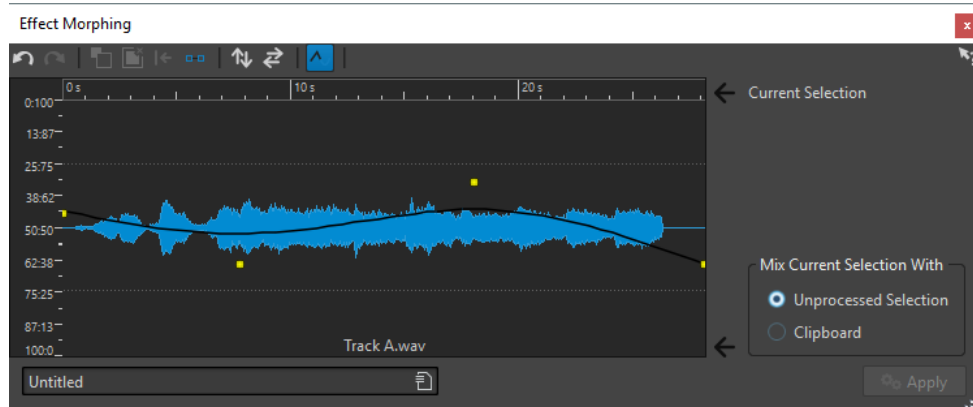 Effect Morphing
x
0 s 10 s 20 s
0:100
Current Selection
13:87
25:75
38:62
50:50
62:38
Mix Current Selection With
75:25
Unprocessed Selection
87:13
Clipboard
100:0
Track A.wav
Untitled
Apply